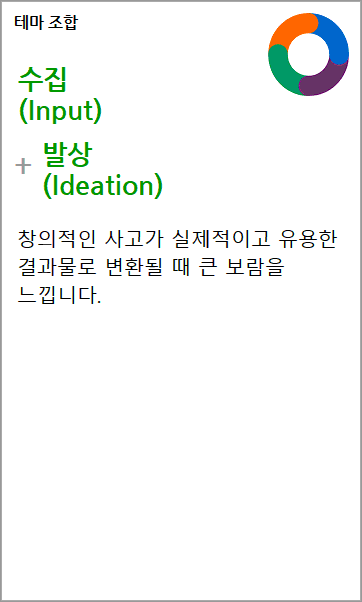 테마 조합
수집
(Input)
+ 발상
(Ideation)
창의적인 사고가 실제적이고 유용한
결과물로 변환될 때 큰 보람을
느낍니다.